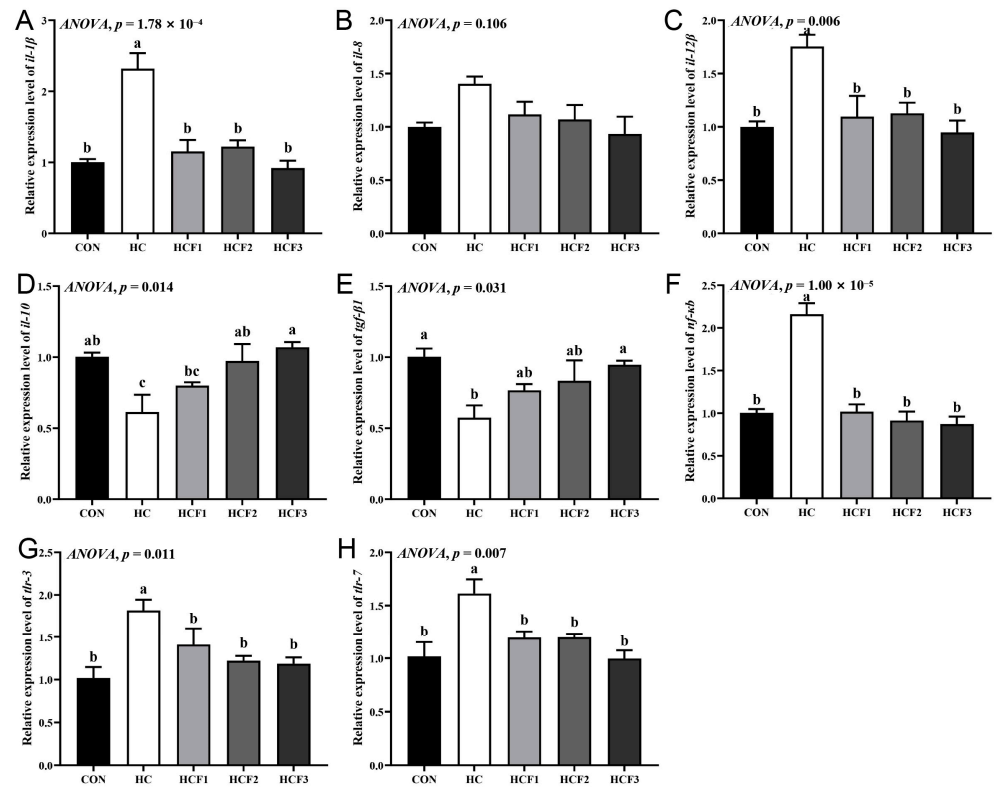 A
ANOVA, p = 1.78 × 10⁻⁴
Relative expression level of il-1β
3
2
1
0
a
b
b
b
b
CON HC HCF1 HCF2 HCF3
B
ANOVA, p = 0.106
Relative expression level of il-8
2.0
1.5
1.0
0.5
0.0
CON HC HCF1 HCF2 HCF3
C
ANOVA, p = 0.006
Relative expression level of il-12β
2.0
1.5
1.0
0.5
0.0
b
a
b
b
b
CON HC HCF1 HCF2 HCF3
D
ANOVA, p = 0.014
Relative expression level of il-10
1.5
1.0
0.5
0.0
ab
c
bc
ab
a
CON HC HCF1 HCF2 HCF3
E
ANOVA, p = 0.031
Relative expression level of tgf-β1
1.5
1.0
0.5
0.0
a
b
ab
ab
a
CON HC HCF1 HCF2 HCF3
F
ANOVA, p = 1.00 × 10⁻⁵
Relative expression level of nf-κb
2.5
2.0
1.5
1.0
0.5
0.0
b
a
b
b
b
CON HC HCF1 HCF2 HCF3
G
ANOVA, p = 0.011
Relative expression level of tlr-3
2.5
2.0
1.5
1.0
0.5
0.0
b
a
b
b
b
CON HC HCF1 HCF2 HCF3
H
ANOVA, p = 0.007
Relative expression level of tlr-7
2.0
1.5
1.0
0.5
0.0
b
a
b
b
b
CON HC HCF1 HCF2 HCF3